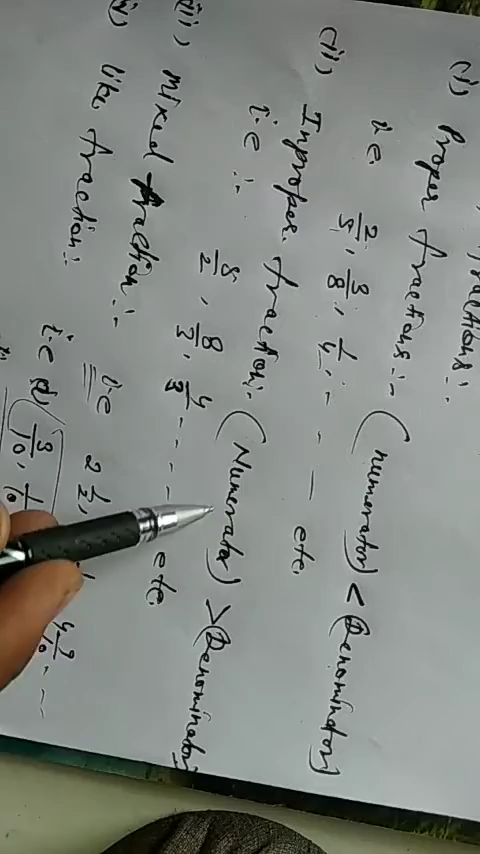 fractions :-
(i) Proper fractions :- (numerator) < (Denominator)
i.e. 2/5, 3/8, 1/4, - - — etc.
(ii) Improper fraction: (Numerator) > (Denominator)
i.e :- 5/2, 8/3, 4/3 - - - etc.
(iii) Mixed fraction :-
i.e 2 1/2, 4 9/10 - —
(iv) like fraction :-
i.e 3/10, 1/10